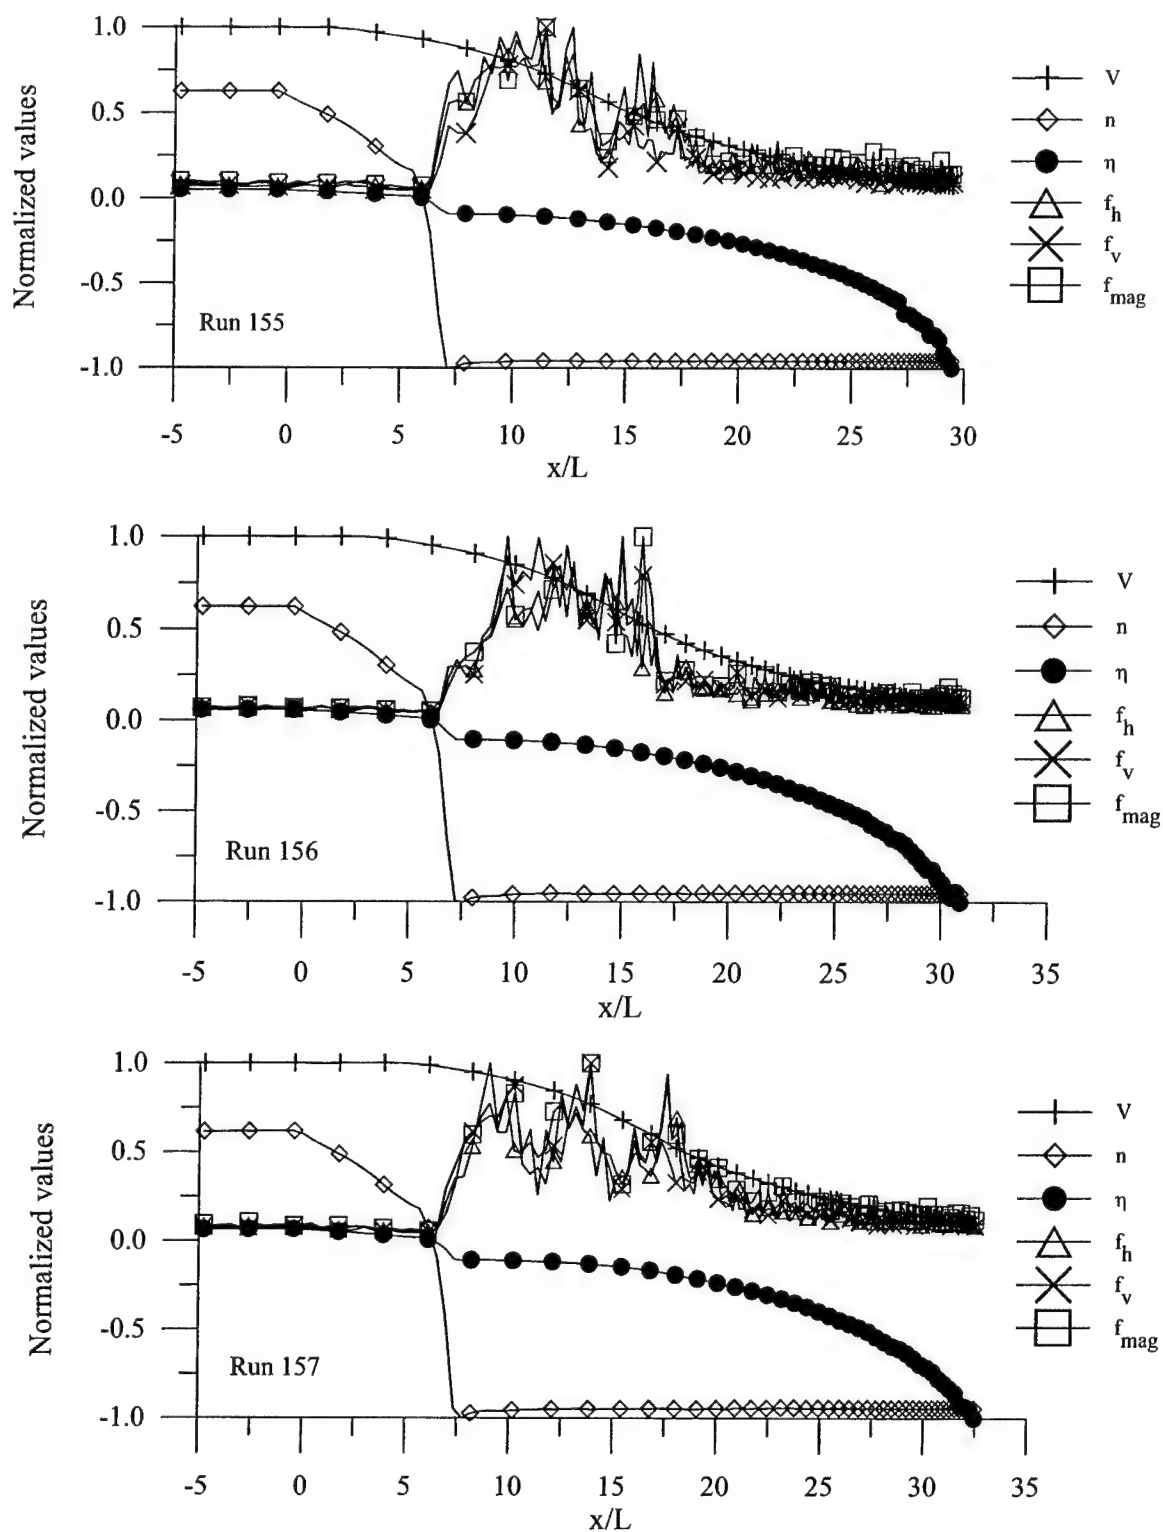 Normalized values
1.0
0.5
0.0
-0.5
-1.0
Run 155
-5 0 5 10 15 20 25 30
x/L
V
n
η
f_h
f_v
f_mag
Normalized values
1.0
0.5
0.0
-0.5
-1.0
Run 156
-5 0 5 10 15 20 25 30 35
x/L
V
n
η
f_h
f_v
f_mag
Normalized values
1.0
0.5
0.0
-0.5
-1.0
Run 157
-5 0 5 10 15 20 25 30 35
x/L
V
n
η
f_h
f_v
f_mag